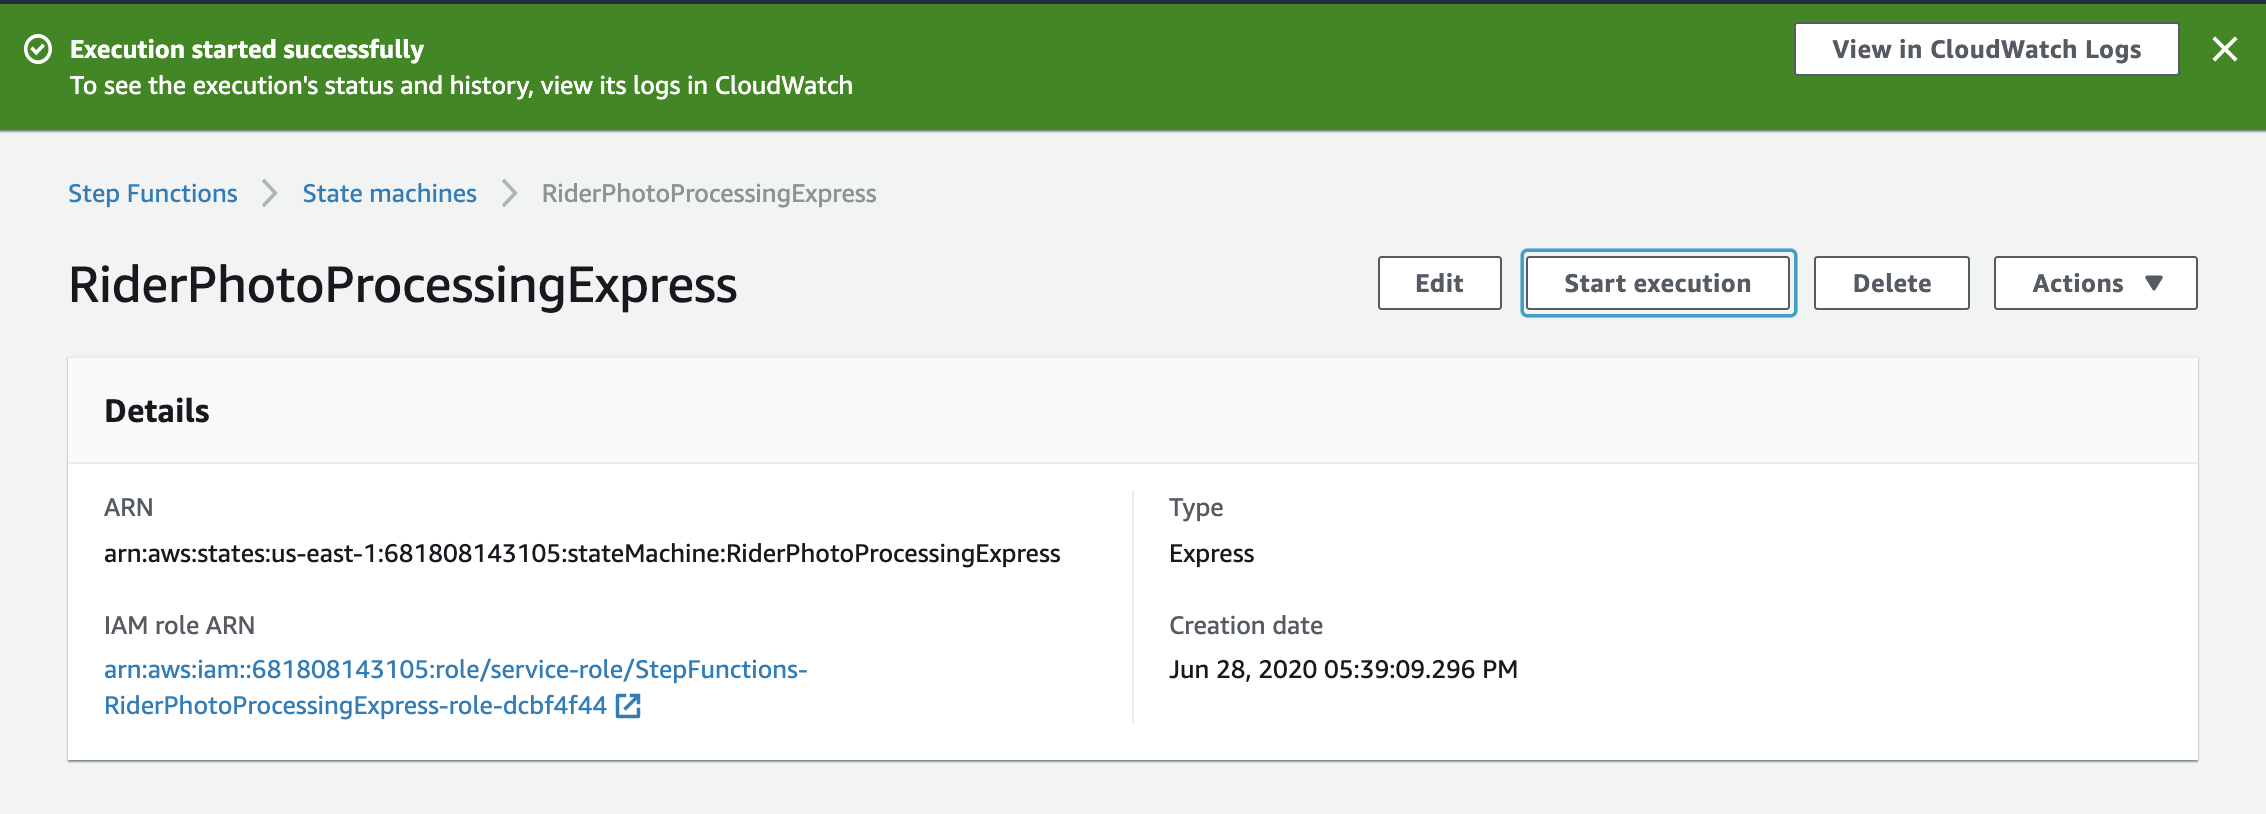 Execution started successfully
To see the execution's status and history, view its logs in CloudWatch
View in CloudWatch Logs
Step Functions
State machines
RiderPhotoProcessingExpress
RiderPhotoProcessingExpress
Edit
Start execution
Delete
Actions
Details
ARN
arn:aws:states:us-east-1:681808143105:stateMachine:RiderPhotoProcessingExpress
IAM role ARN
arn:aws:iam::681808143105:role/service-role/StepFunctions-
RiderPhotoProcessingExpress-role-dcbf4f44
Type
Express
Creation date
Jun 28, 2020 05:39:09.296 PM